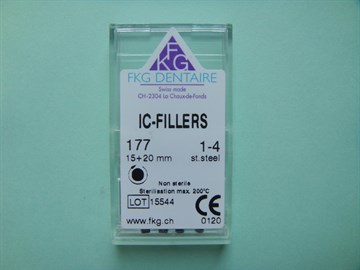 FKG
FKG DENTAIRE
Swiss made
CH-2304 La Chaux-de-Fonds
IC-FILLERS
177 1-4
15+20 mm st.steel
Non sterile
Sterilisation max. 200°C
LOT 15544 CE
www.fkg.ch 0120